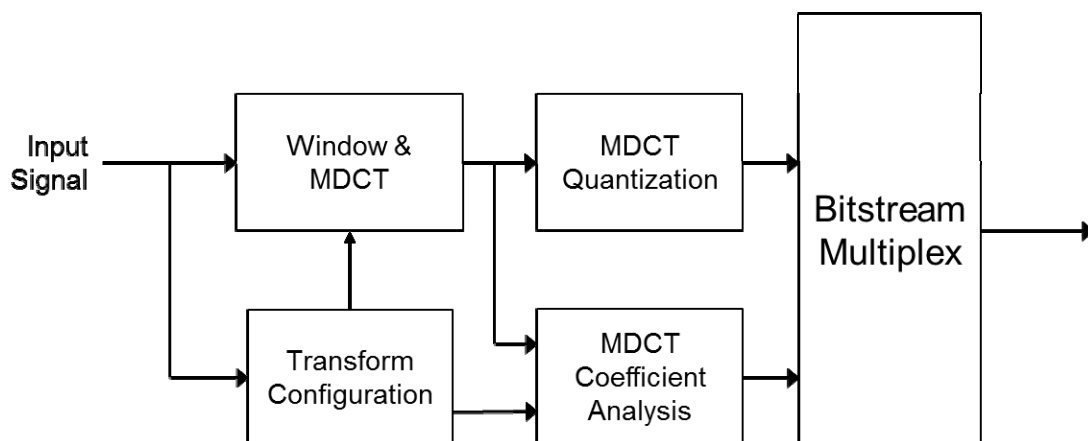 Input
Signal
Window &
MDCT
MDCT
Quantization
Bitstream
Multiplex
Transform
Configuration
MDCT
Coefficient
Analysis